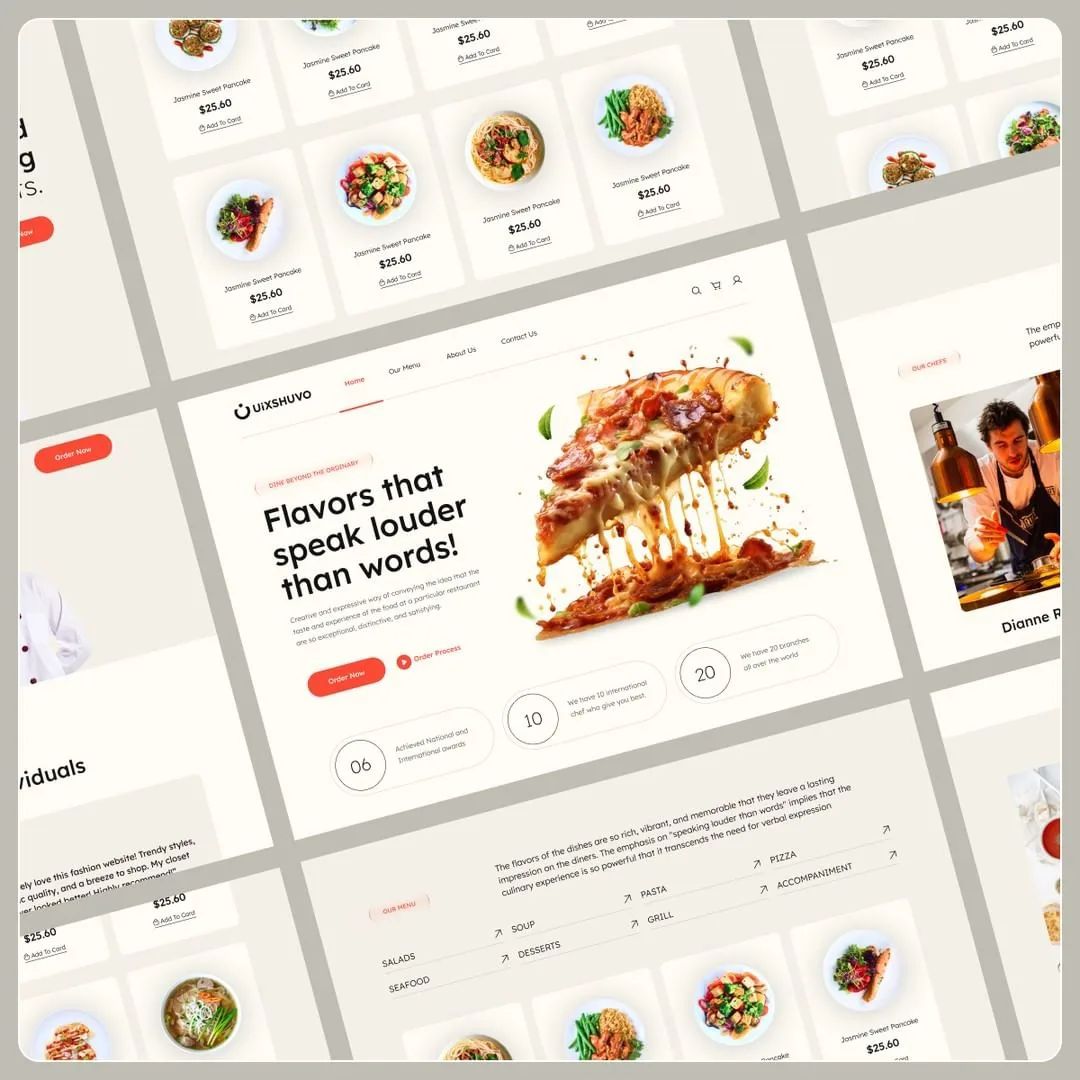 Jasmine Sweet Pancake
$25.60
Add To Card
Jasmine Sweet Pancake
$25.60
Add To Card
$25.60
Add To Card
Jasmine Sweet Pancake
$25.60
Add To Card
$25.60
Add To Card
Jasmine Sweet Pancake
$25.60
Add To Card
Jasmine Sweet Pancake
$25.60
Add To Card
Jasmine Sweet Pancake
$25.60
Add To Card
Jasmine Sweet Pancake
$25.60
Add To Card
Order Now
UIXSHUVO
Home
Our Menu
About Us
Contact Us
DINE BEYOND THE ORDINARY
Flavors that
speak louder
than words!
Creative and expressive way of conveying the idea that the
taste and experience of the food at a particular restaurant
are so exceptional, distinctive, and satisfying.
Order Now
Order Process
06
Achieved National and
International awards
10
We have 10 international
chef who give you best.
20
We have 20 branches
all over the world
OUR CHEFS
The emp
powerfu
Dianne R
viduals
ely love this fashion website! Trendy styles,
ic quality, and a breeze to shop. My closet
ver looked better! Highly recommend!"
$25.60
Add To Card
$25.60
Add To Card
OUR MENU
The flavors of the dishes are so rich, vibrant, and memorable that they leave a lasting
impression on the diners. The emphasis on "speaking louder than words" implies that the
culinary experience is so powerful that it transcends the need for verbal expression
SALADS
SOUP
PASTA
PIZZA
SEAFOOD
DESSERTS
GRILL
ACCOMPANIMENT
Jasmine Sweet Pancake
$25.60